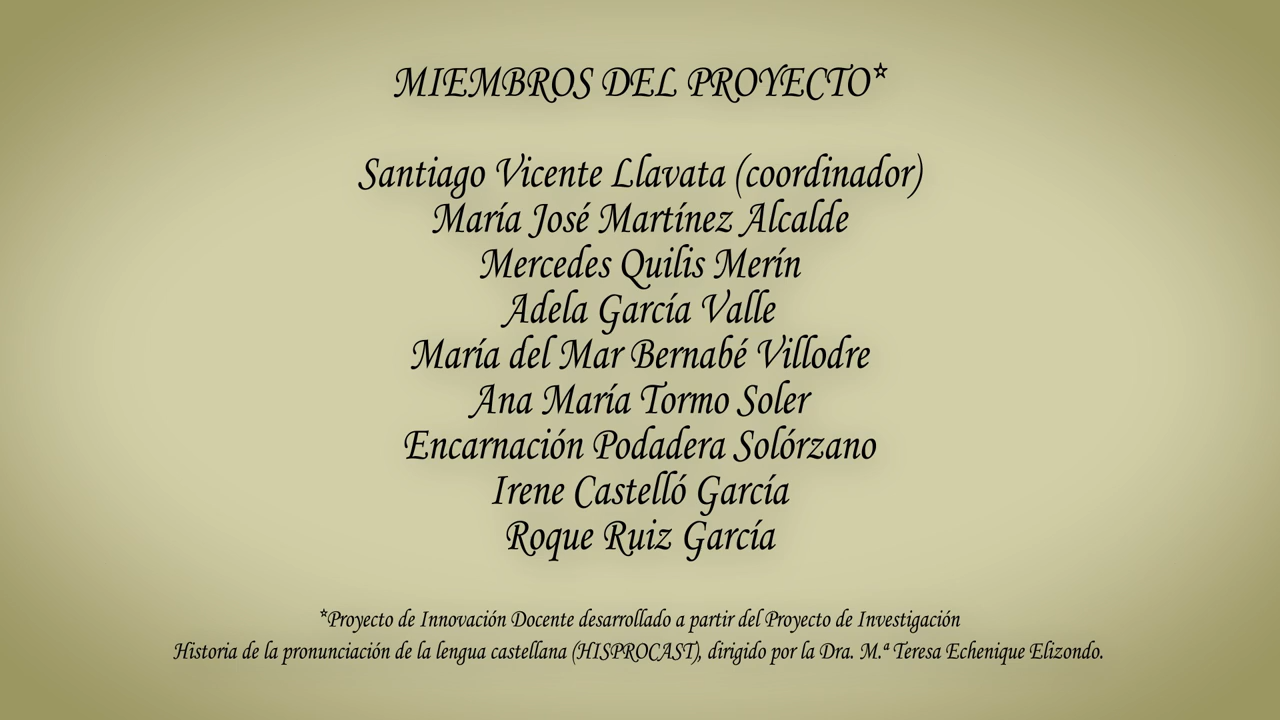 MIEMBROS DEL PROYECTO*
Santiago Vicente Llavata (coordinador)
María José Martínez Alcalde
Mercedes Quilis Merín
Adela García Valle
María del Mar Bernabé Villodre
Ana María Tormo Soler
Encarnación Podadera Solórzano
Irene Castelló García
Roque Ruiz García
*Proyecto de Innovación Docente desarrollado a partir del Proyecto de Investigación
Historia de la pronunciación de la lengua castellana (HISPROCAST), dirigido por la Dra. M.ª Teresa Echenique Elizondo.